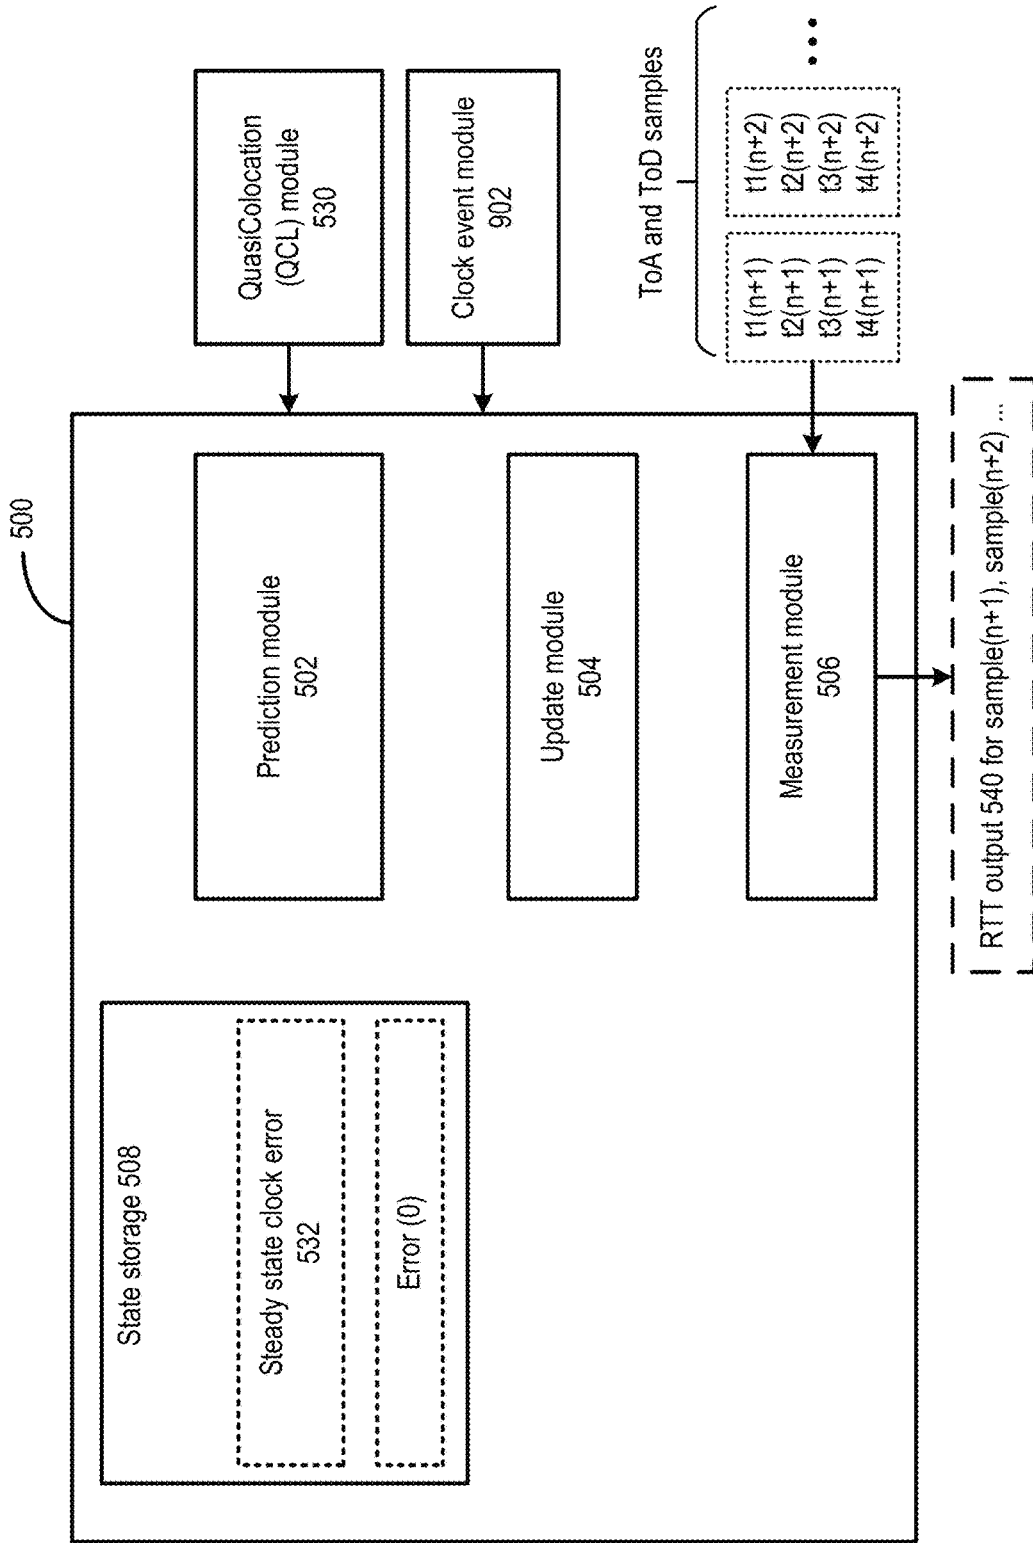 500
State storage 508
Steady state clock error
532
Error (0)
Prediction module
502
Update module
504
Measurement module
506
QuasiColocation
(QCL) module
530
Clock event module
902
ToA and ToD samples
t1(n+1)
t2(n+1)
t3(n+1)
t4(n+1)
t1(n+2)
t2(n+2)
t3(n+2)
t4(n+2)
...
RTT output 540 for sample(n+1), sample(n+2) ...